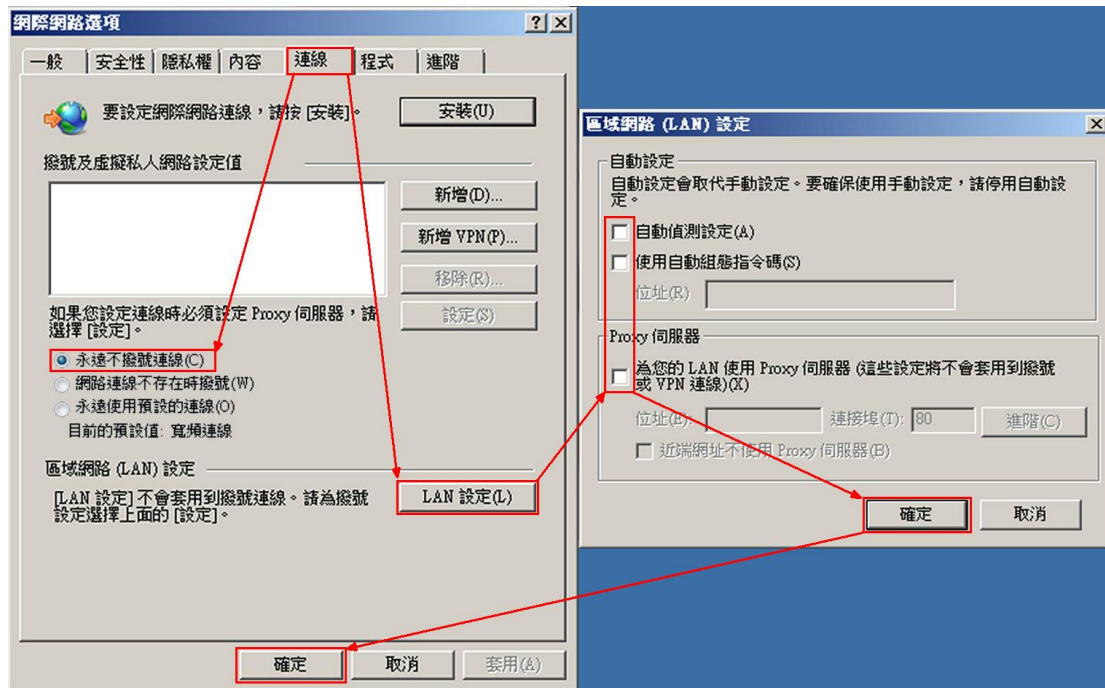 網際網路選項
一般
安全性
隱私權
內容
連線
程式
進階
要設定網際網路連線，請按 [安裝]。
安裝(U)
撥號及虛擬私人網路設定值
新增(D)...
新增 VPN(P)...
移除(R)...
設定(S)
如果您設定連線時必須設定 Proxy 伺服器，請
選擇 [設定]。
永遠不撥號連線(C)
網路連線不存在時撥號(W)
永遠使用預設的連線(O)
目前的預設值: 寬頻連線
區域網路 (LAN) 設定
[LAN 設定] 不會套用到撥號連線。請為撥號
設定選擇上面的 [設定]。
LAN 設定(L)
確定
取消
套用(A)
區域網路 (LAN) 設定
自動設定
自動設定會取代手動設定。要確保使用手動設定，請停用自動設
定。
自動偵測設定(A)
使用自動組態指令碼(S)
位址(R)
Proxy 伺服器
為您的 LAN 使用 Proxy 伺服器 (這些設定將不會套用到撥號
或 VPN 連線)(X)
位址(E):
連接埠(T):
80
進階(C)
近端網址不使用 Proxy 伺服器(B)
確定
取消